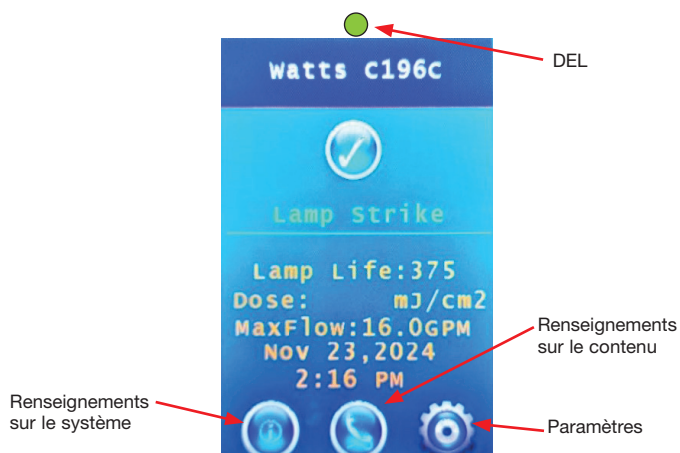 DEL
Watts C196C
Lamp Strike
Lamp Life:375
Dose: mJ/cm2
MaxFlow:16.0GPM
Nov 23,2024
2:16 PM
Renseignements
sur le contenu
Renseignements
sur le système
Paramètres